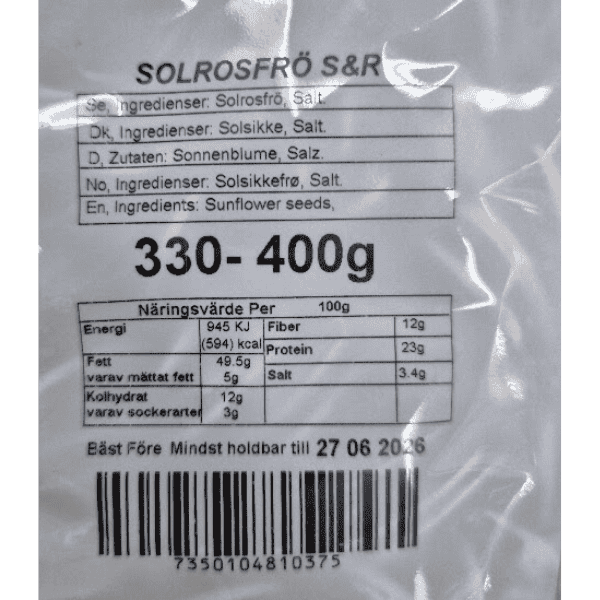 SOLROSFRÖ S&R
Se, Ingredienser: Solrosfrö, Salt.
Dk, Ingredienser: Solsikke, Salt.
D, Zutaten: Sonnenblume, Salz.
No, Ingredienser: Solsikkefrø, Salt.
En, Ingredients: Sunflower seeds,
330- 400g
Näringsvärde Per 100g
Energi 945 KJ Fiber 12g
(594) kcal Protein 23g
Fett 49.5g
varav mättat fett 5g Salt 3.4g
Kolhydrat 12g
varav sockerarter 3g
Bäst Före Mindst holdbar till 27 06 2026
7350104810375